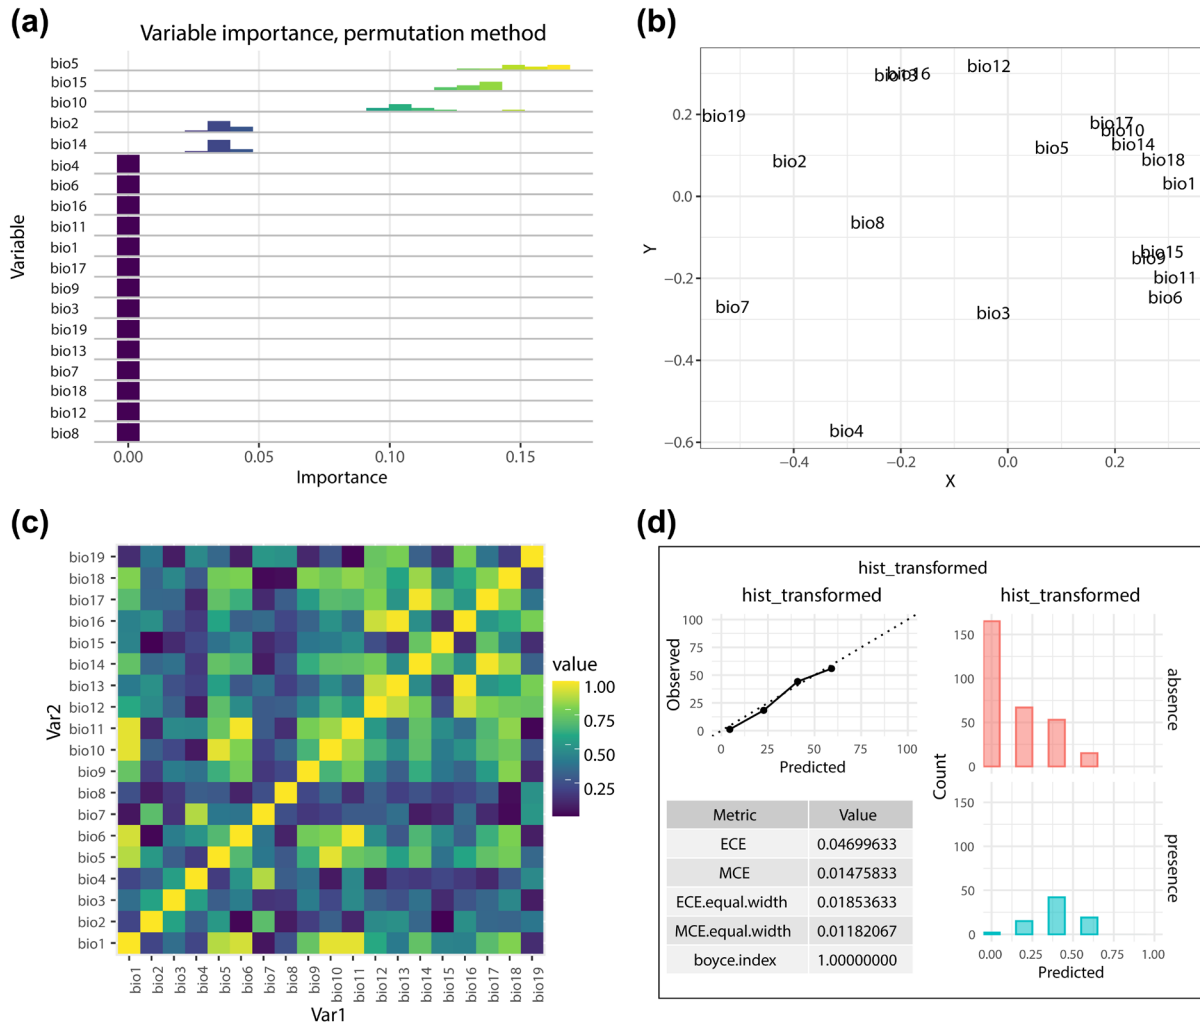 (a)
Variable importance, permutation method
bio5
bio15
bio10
bio2
bio14
bio4
bio6
bio16
bio11
bio1
bio17
bio9
bio3
bio19
bio13
bio7
bio18
bio12
bio8
Variable
0.00 0.05 0.10 0.15
Importance
(b)
0.2
0.0
−0.2
−0.4
−0.6
Y
bio12
bio13
bio16
bio19
bio17
bio10
bio14
bio5
bio18
bio2
bio1
bio8
bio15
bio9
bio11
bio6
bio7
bio3
bio4
−0.4 −0.2 0.0 0.2
X
(c)
bio19
bio18
bio17
bio16
bio15
bio14
bio13
bio12
bio11
bio10
bio9
bio8
bio7
bio6
bio5
bio4
bio3
bio2
bio1
Var2
bio1 bio2 bio3 bio4 bio5 bio6 bio7 bio8 bio9 bio10 bio11 bio12 bio13 bio14 bio15 bio16 bio17 bio18 bio19
Var1
value
1.00
0.75
0.50
0.25
(d)
hist_transformed
hist_transformed
100
75
50
25
0
Observed
0 25 50 75 100
Predicted
Metric Value
ECE 0.04699633
MCE 0.01475833
ECE.equal.width 0.01853633
MCE.equal.width 0.01182067
boyce.index 1.00000000
hist_transformed
150
100
50
0
absence
Count
150
100
50
0
presence
0.00 0.25 0.50 0.75 1.00
Predicted